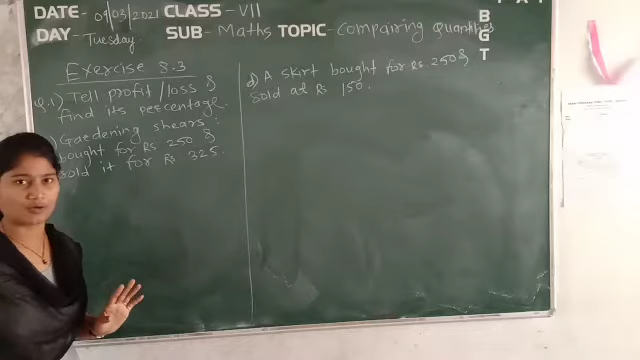 DATE- 09/03/2021 CLASS - VII
DAY- Tuesday SUB - Maths TOPIC - Compairing Quantities
B
G
T
Exercise 8.3
Q.1) Tell profit/loss &
find its percentage.
Gardening shears:
bought for Rs 250 &
sold it for Rs 325.
d) A skirt bought for Rs. 250 &
sold at Rs 150.